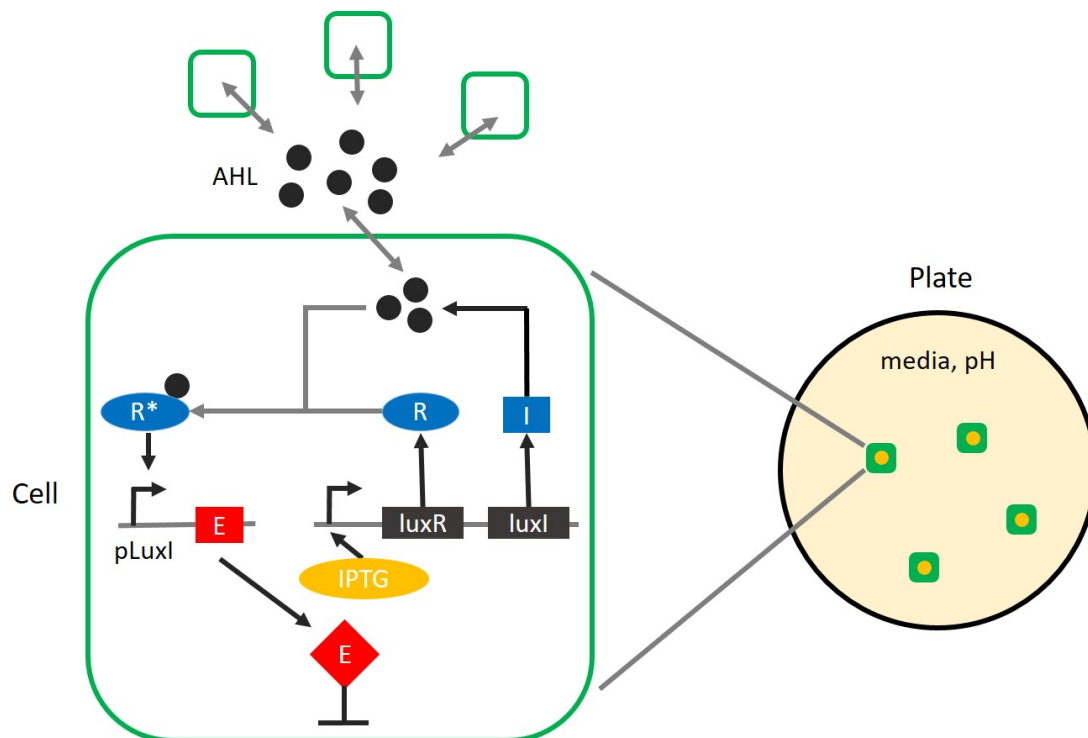 AHL
Plate
media, pH
R*
R
I
Cell
E
luxR
luxI
pLuxI
IPTG
E